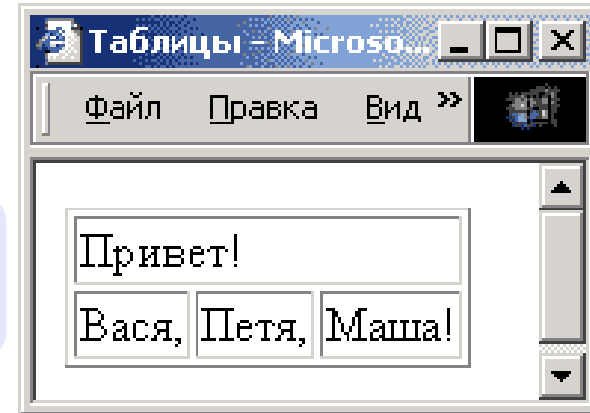 Таблицы - Microso...
Файл Правка Вид »
Привет!
Вася, Петя, Маша!